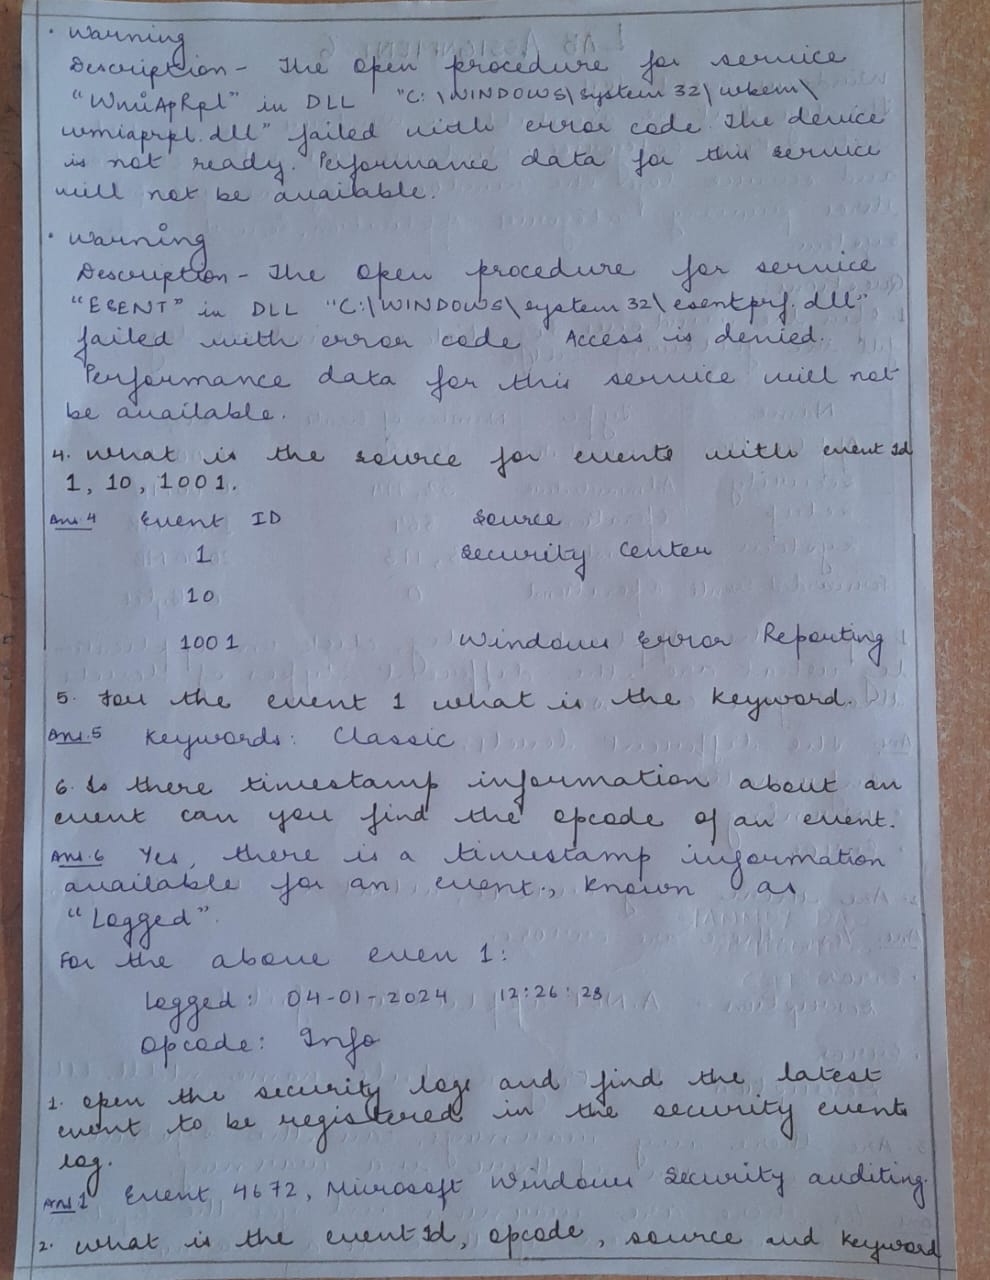 • Warning
Description - The open procedure for service
"WmiApRpl" in DLL "C:\WINDOWS\system 32\wbem\
wmiaprpl.dll" failed with error code The device
is not ready. Performance data for this service
will not be available.
• Warning
Description - The open procedure for service
"ESENT" in DLL "C:\WINDOWS\system 32\esentprf.dll"
failed with error code Access is denied.
Performance data for this service will not
be available.
4. What is the source for events with event Id
1, 10, 1001.
Ans.4 Event ID Source
1 Security Center
10
1001 Windows Error Reporting
5. For the event 1 what is the keyword.
Ans.5 Keywords: Classic
6. Is there timestamp information about an
event can you find the opcode of an event.
Ans.6 Yes, there is a timestamp information
available for an event, known as
"Logged".
For the above even 1:
Logged: 04-01-2024 12:26:28
Opcode: Info
1. open the security logs and find the latest
event to be registered in the security events
log.
Ans 1 Event 4672, Microsoft Windows Security auditing.
2. What is the event Id, opcode, source and keyword